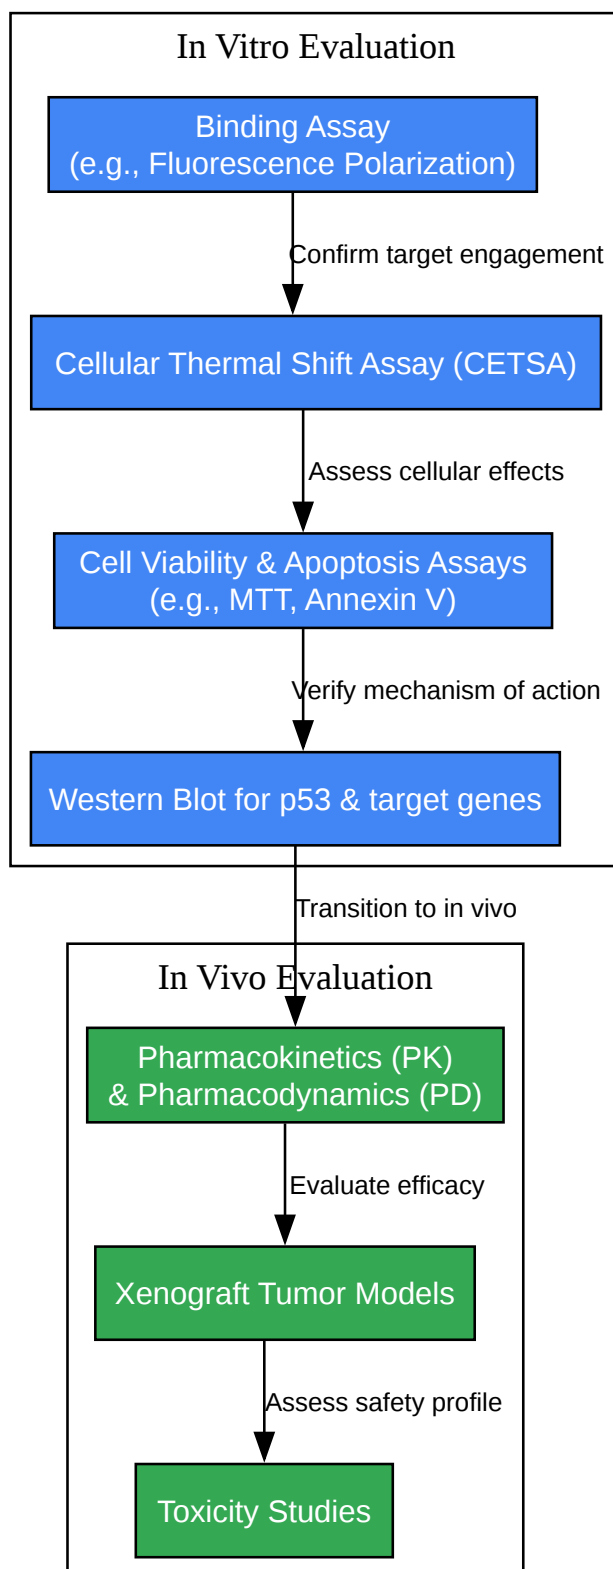 In Vitro Evaluation
Binding Assay
(e.g., Fluorescence Polarization)
Confirm target engagement
Cellular Thermal Shift Assay (CETSA)
Assess cellular effects
Cell Viability & Apoptosis Assays
(e.g., MTT, Annexin V)
Verify mechanism of action
Western Blot for p53 & target genes
Transition to in vivo
In Vivo Evaluation
Pharmacokinetics (PK)
& Pharmacodynamics (PD)
Evaluate efficacy
Xenograft Tumor Models
Assess safety profile
Toxicity Studies